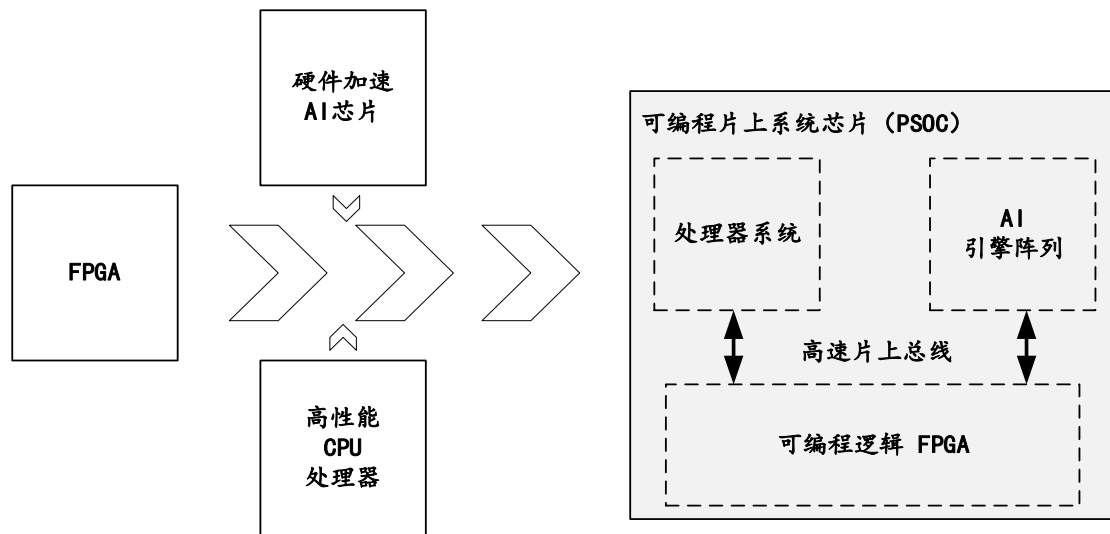 FPGA
硬件加速
AI芯片
高性能
CPU
处理器
可编程片上系统芯片（PSOC）
处理器系统
AI
引擎阵列
高速片上总线
可编程逻辑 FPGA